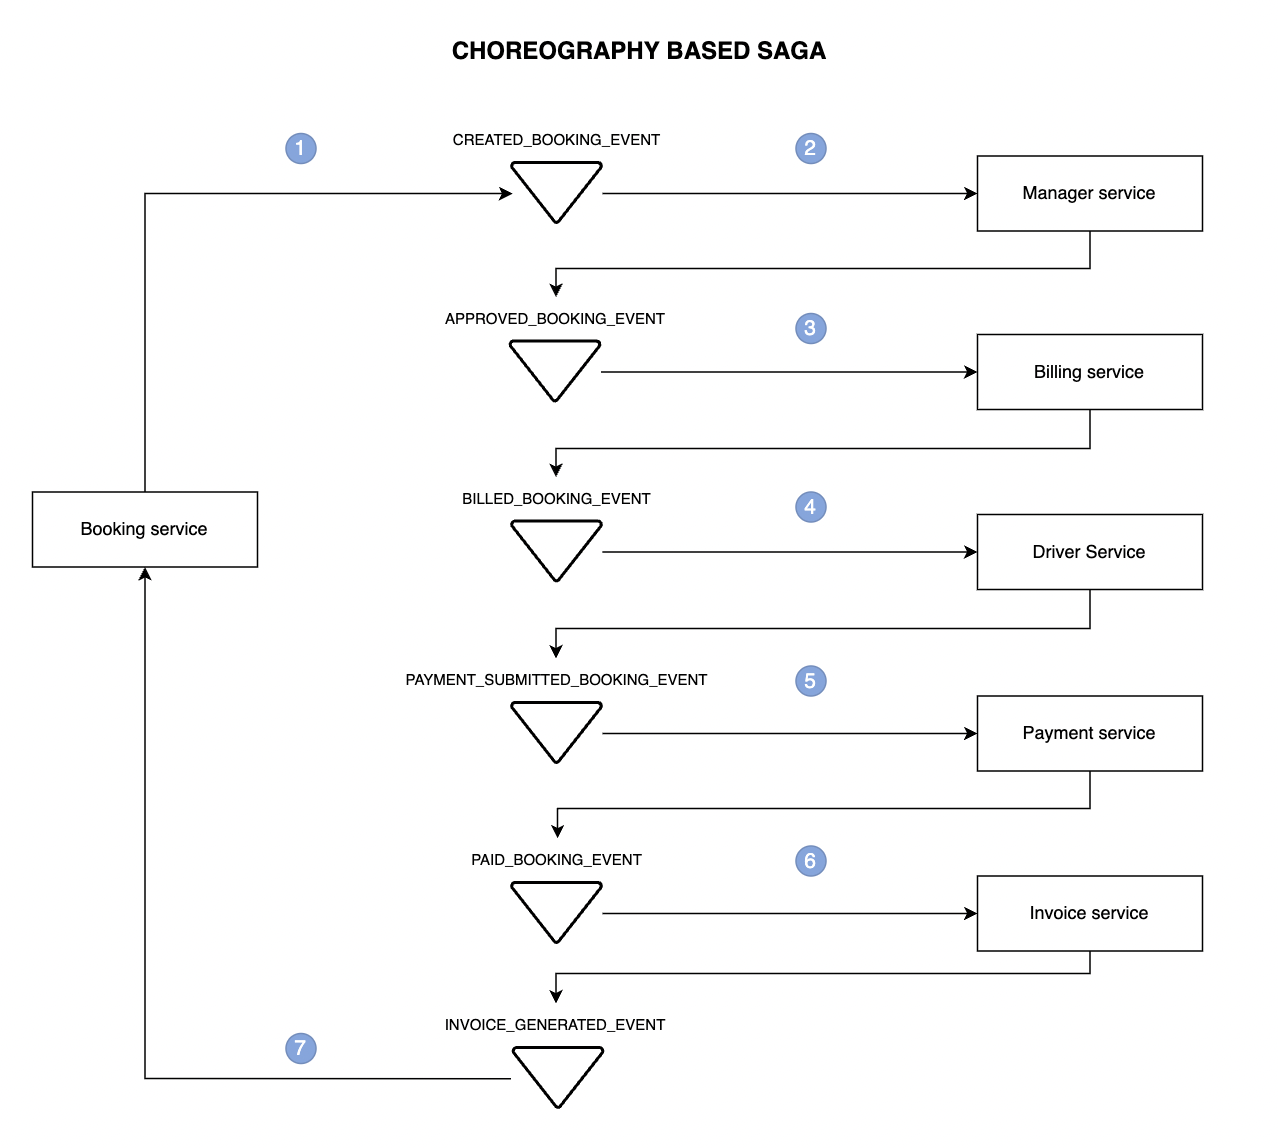 CHOREOGRAPHY BASED SAGA
1
CREATED_BOOKING_EVENT
2
Manager service
APPROVED_BOOKING_EVENT
3
Billing service
BILLED_BOOKING_EVENT
4
Booking service
Driver Service
PAYMENT_SUBMITTED_BOOKING_EVENT
5
Payment service
PAID_BOOKING_EVENT
6
Invoice service
INVOICE_GENERATED_EVENT
7